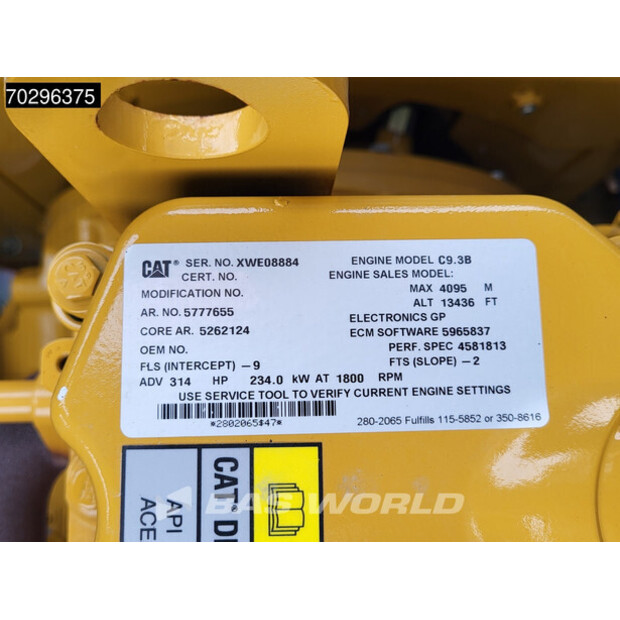 70296375
CAT® SER. NO. XWE08884 ENGINE MODEL C9.3B
CERT. NO. ENGINE SALES MODEL:
MODIFICATION NO. MAX 4095 M
ALT 13436 FT
AR. NO. 5777655 ELECTRONICS GP
CORE AR. 5262124 ECM SOFTWARE 5965837
OEM NO. PERF. SPEC 4581813
FLS (INTERCEPT) -9 FTS (SLOPE) -2
ADV 314 HP 234.0 kW AT 1800 RPM
USE SERVICE TOOL TO VERIFY CURRENT ENGINE SETTINGS
*2802065$47* 280-2065 Fulfills 115-5852 or 350-8616
API
ACE
CAT® DI
BAS WORLD